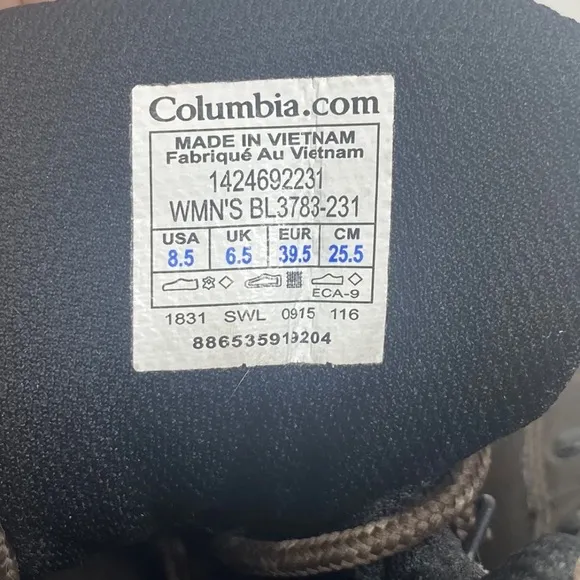 Columbia.com
MADE IN VIETNAM
Fabriqué Au Vietnam
1424692231
WMN'S BL3783-231
USA UK EUR CM
8.5 6.5 39.5 25.5
ECA-9
1831 SWL 0915 116
886535919204